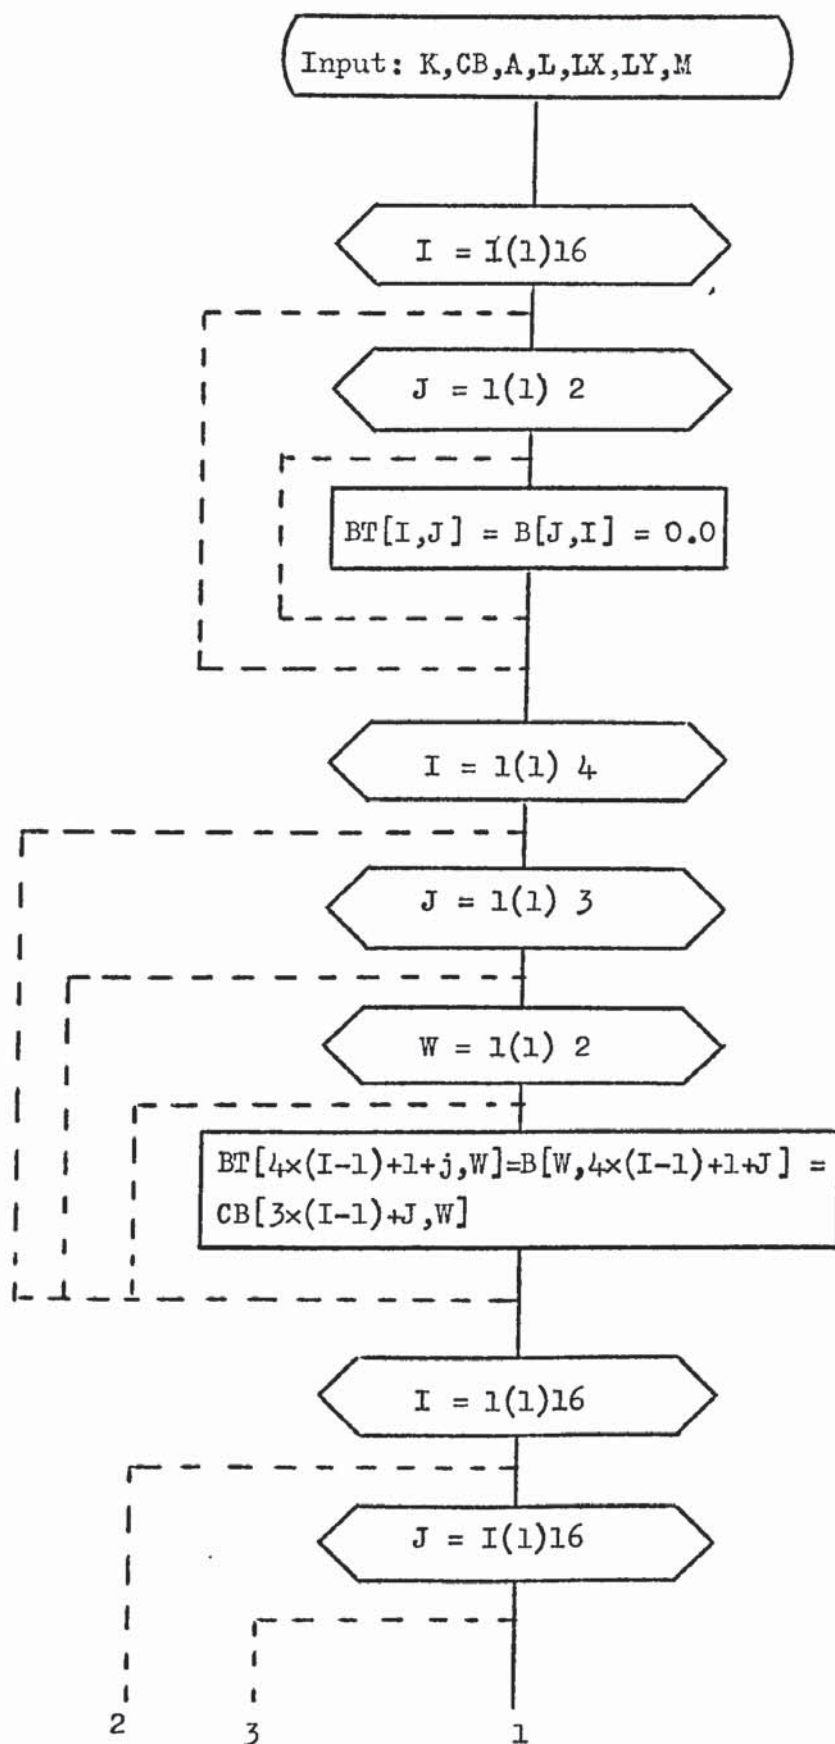 Input: K,CB,A,L,LX,LY,M
I = 1(1)16
J = 1(1) 2
BT[I,J] = B[J,I] = 0.0
I = 1(1) 4
J = 1(1) 3
W = 1(1) 2
BT[4×(I-1)+1+j,W]=B[W,4×(I-1)+1+J] =
CB[3×(I-1)+J,W]
I = 1(1)16
J = I(1)16
2 3 1